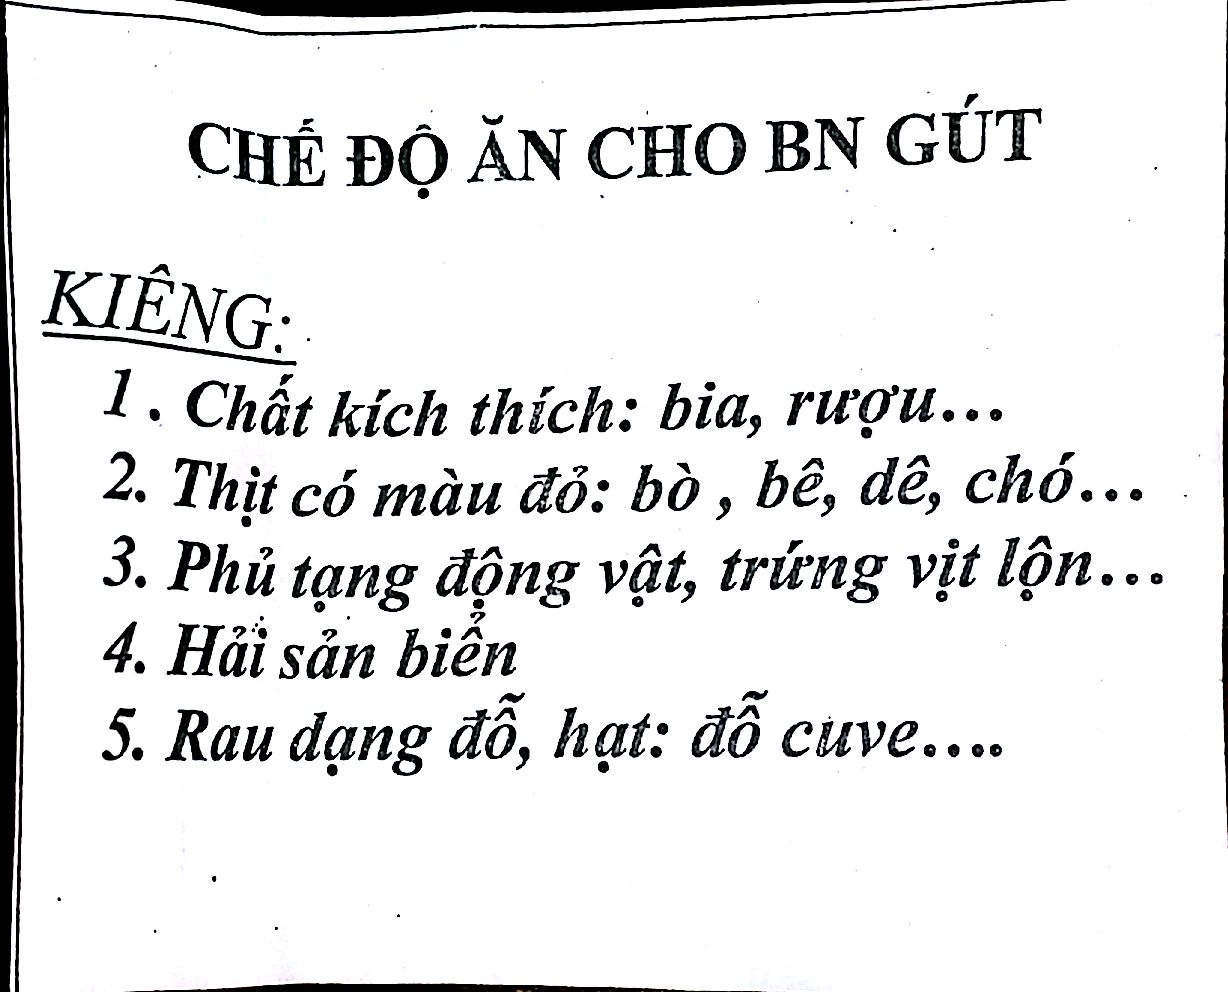 CHẾ ĐỘ ĂN CHO BN GÚT
KIÊNG:
1. Chất kích thích: bia, rượu...
2. Thịt có màu đỏ: bò , bê, dê, chó...
3. Phủ tạng động vật, trứng vịt lộn...
4. Hải sản biển
5. Rau dạng đỗ, hạt: đỗ cuve....